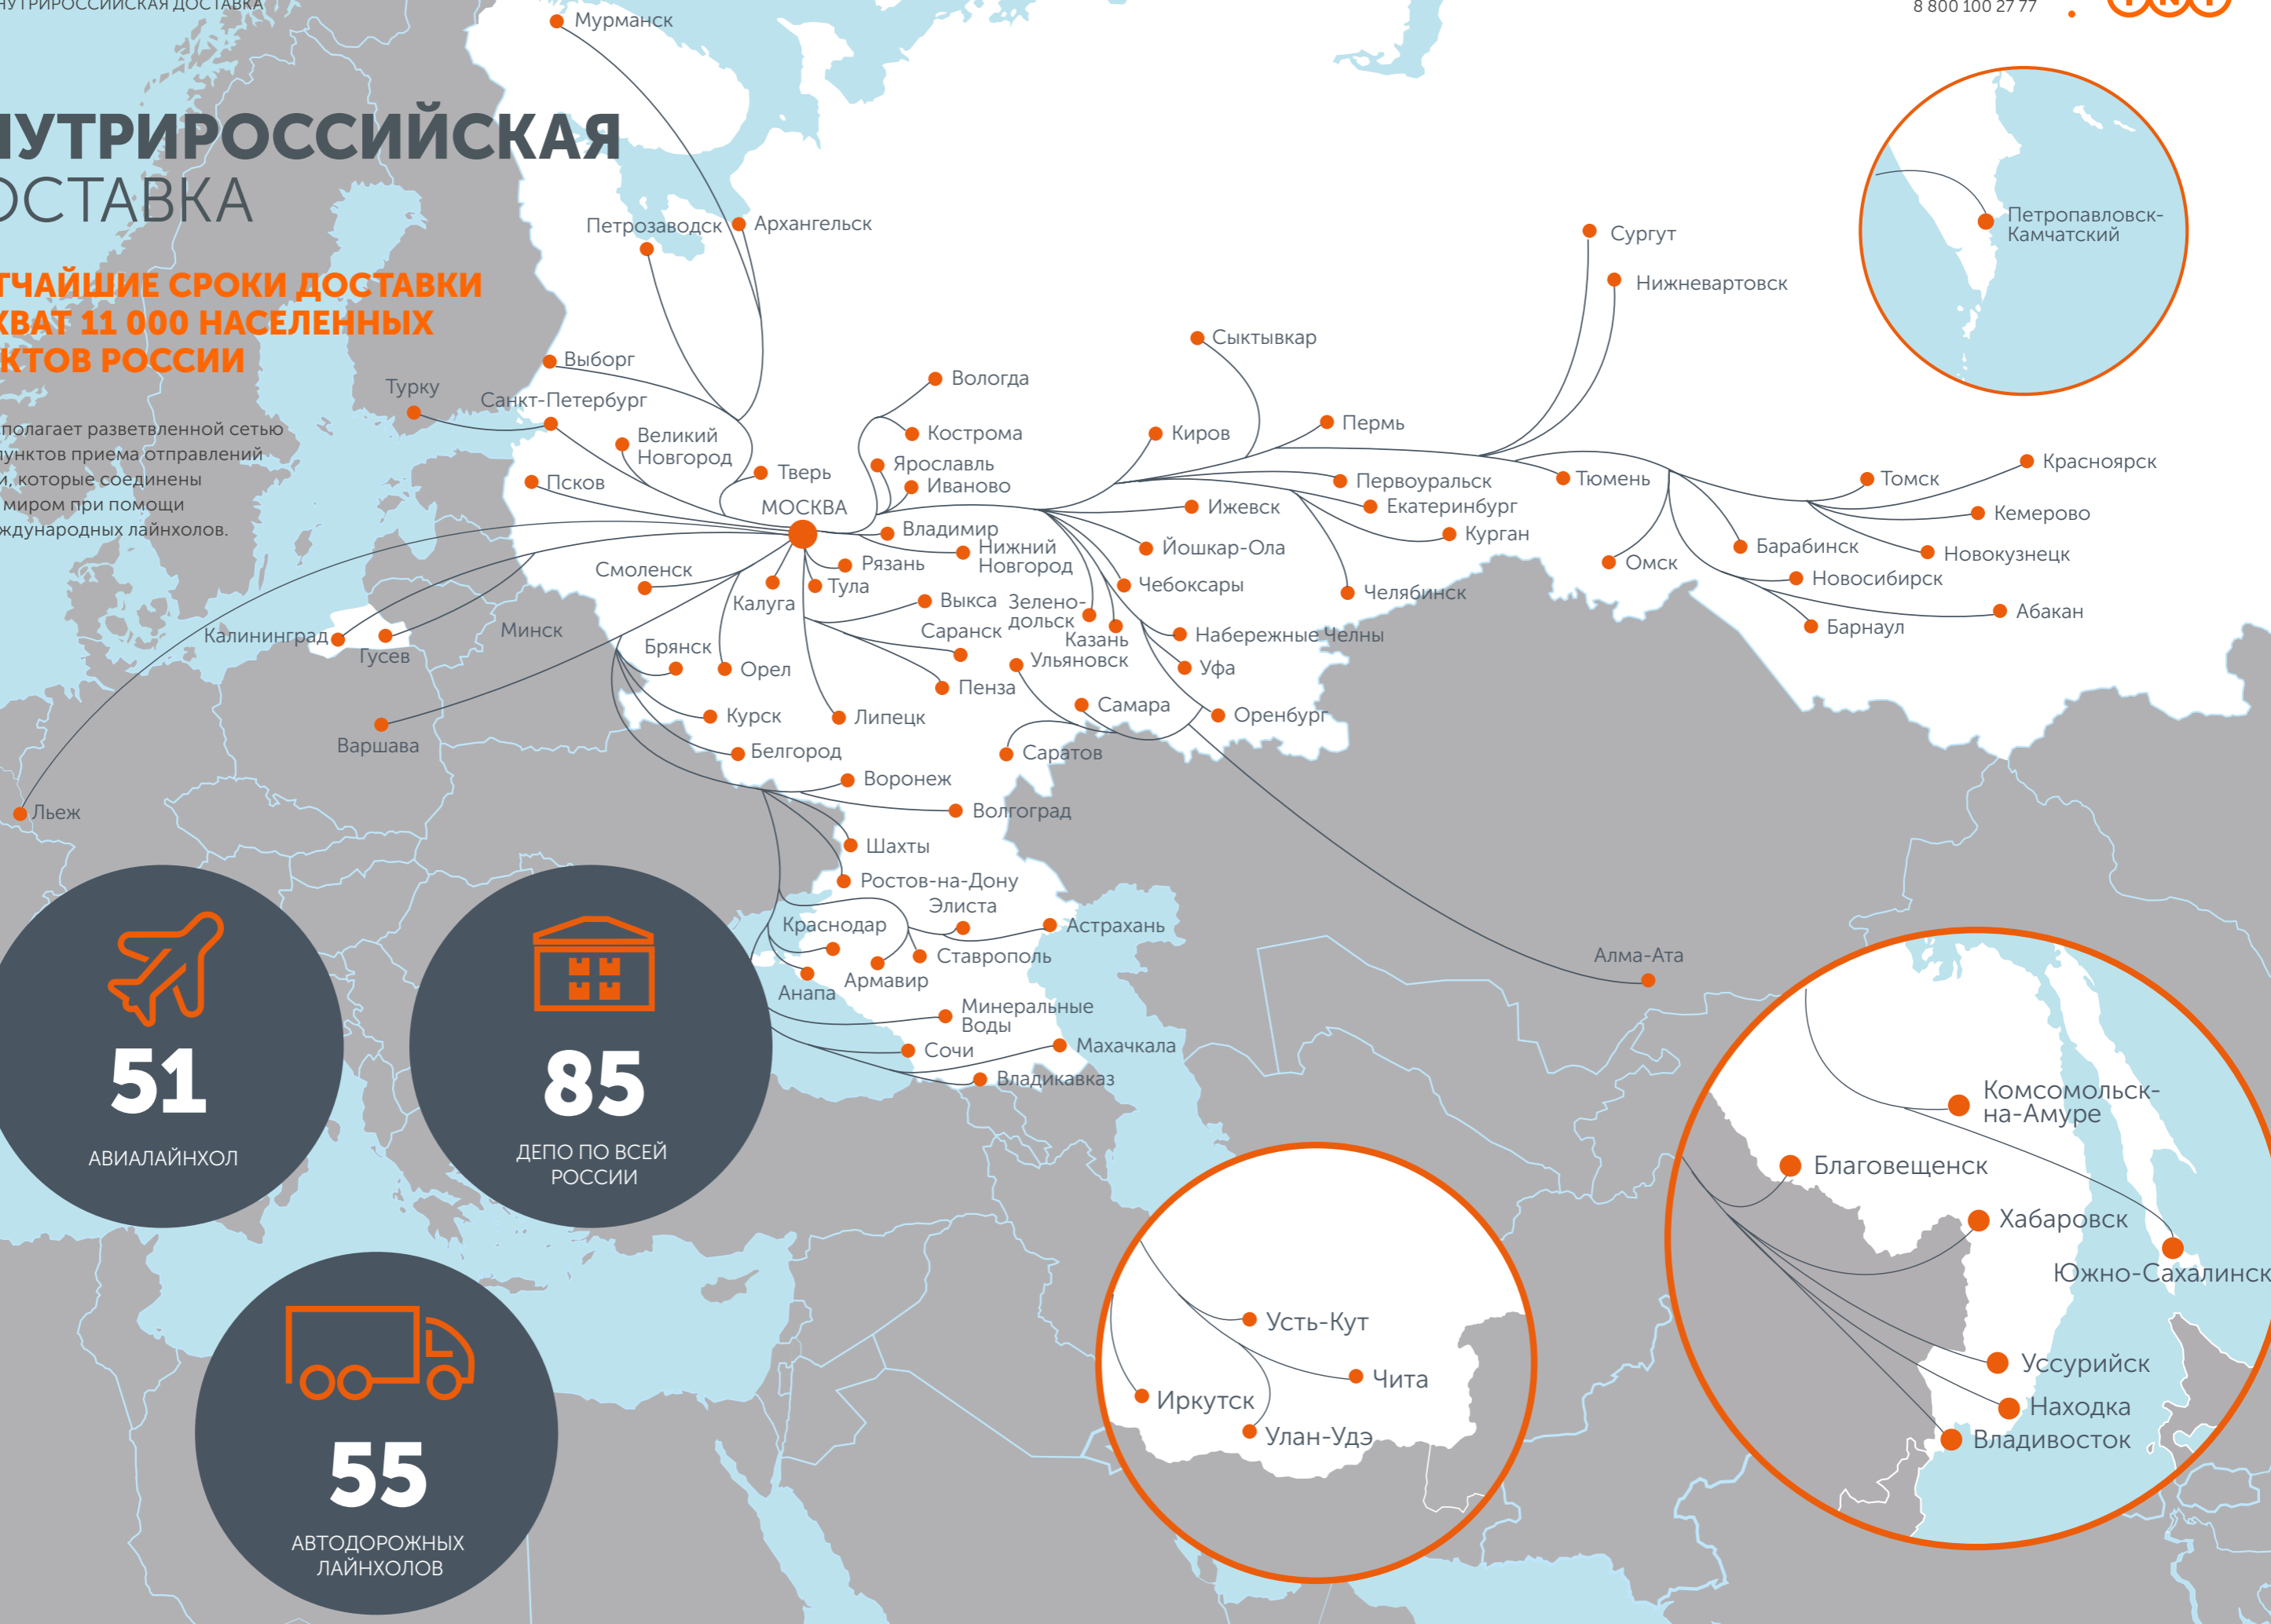 НУТРИРОССИЙСКАЯ ДОСТАВКА
8 800 100 27 77
TNT
НУТРИРОССИЙСКАЯ
ОСТАВКА
ТЧАЙШИЕ СРОКИ ДОСТАВКИ
ХВАТ 11 000 НАСЕЛЕННЫХ
КТОВ РОССИИ
сполагает разветвленной сетью
пунктов приема отправлений
и, которые соединены
миром при помощи
ждународных лайнхолов.
Мурманск
Петрозаводск
Архангельск
Сургут
Нижневартовск
Петропавловск-
Камчатский
Выборг
Турку
Санкт-Петербург
Великий
Новгород
Псков
Тверь
МОСКВА
Вологда
Кострома
Ярославль
Иваново
Владимир
Нижний
Новгород
Сыктывкар
Киров
Пермь
Первоуральск
Екатеринбург
Курган
Ижевск
Йошкар-Ола
Чебоксары
Челябинск
Тюмень
Томск
Красноярск
Кемерово
Новокузнецк
Омск
Барабинск
Новосибирск
Абакан
Барнаул
Смоленск
Калуга
Рязань
Тула
Выкса
Зелено-
дольск
Казань
Саранск
Набережные Челны
Ульяновск
Уфа
Калининград
Гусев
Минск
Брянск
Орел
Пенза
Курск
Липецк
Самара
Оренбург
Варшава
Белгород
Саратов
Льеж
Воронеж
Волгоград
Шахты
Ростов-на-Дону
Элиста
Краснодар
Астрахань
Ставрополь
Армавир
Анапа
Минеральные
Воды
Сочи
Махачкала
Владикавказ
Алма-Ата
51
АВИАЛАЙНХОЛ
85
ДЕПО ПО ВСЕЙ
РОССИИ
55
АВТОДОРОЖНЫХ
ЛАЙНХОЛОВ
Усть-Кут
Чита
Иркутск
Улан-Удэ
Комсомольск-
на-Амуре
Благовещенск
Хабаровск
Южно-Сахалинск
Уссурийск
Находка
Владивосток